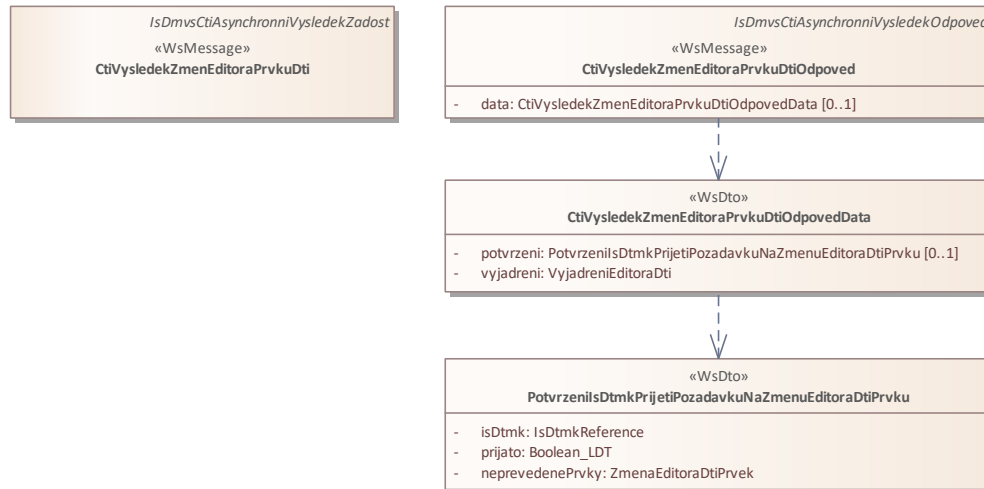 IsDmvsCtiAsynchronniVysledekZadost
«WsMessage»
CtiVysledekZmenEditoraPrvkuDti
IsDmvsCtiAsynchronniVysledekOdpoved
«WsMessage»
CtiVysledekZmenEditoraPrvkuDtiOdpoved
- data: CtiVysledekZmenEditoraPrvkuDtiOdpovedData [0..1]
«WsDto»
CtiVysledekZmenEditoraPrvkuDtiOdpovedData
- potvrzeni: PotvrzeniIsDtmkPrijetiPozadavkuNaZmenuEditoraDtiPrvku [0..1]
- vyjadreni: VyjadreniEditoraDti
«WsDto»
PotvrzeniIsDtmkPrijetiPozadavkuNaZmenuEditoraDtiPrvku
- isDtmk: IsDtmkReference
- prijato: Boolean_LDT
- neprevedenePrvky: ZmenaEditoraDtiPrvek